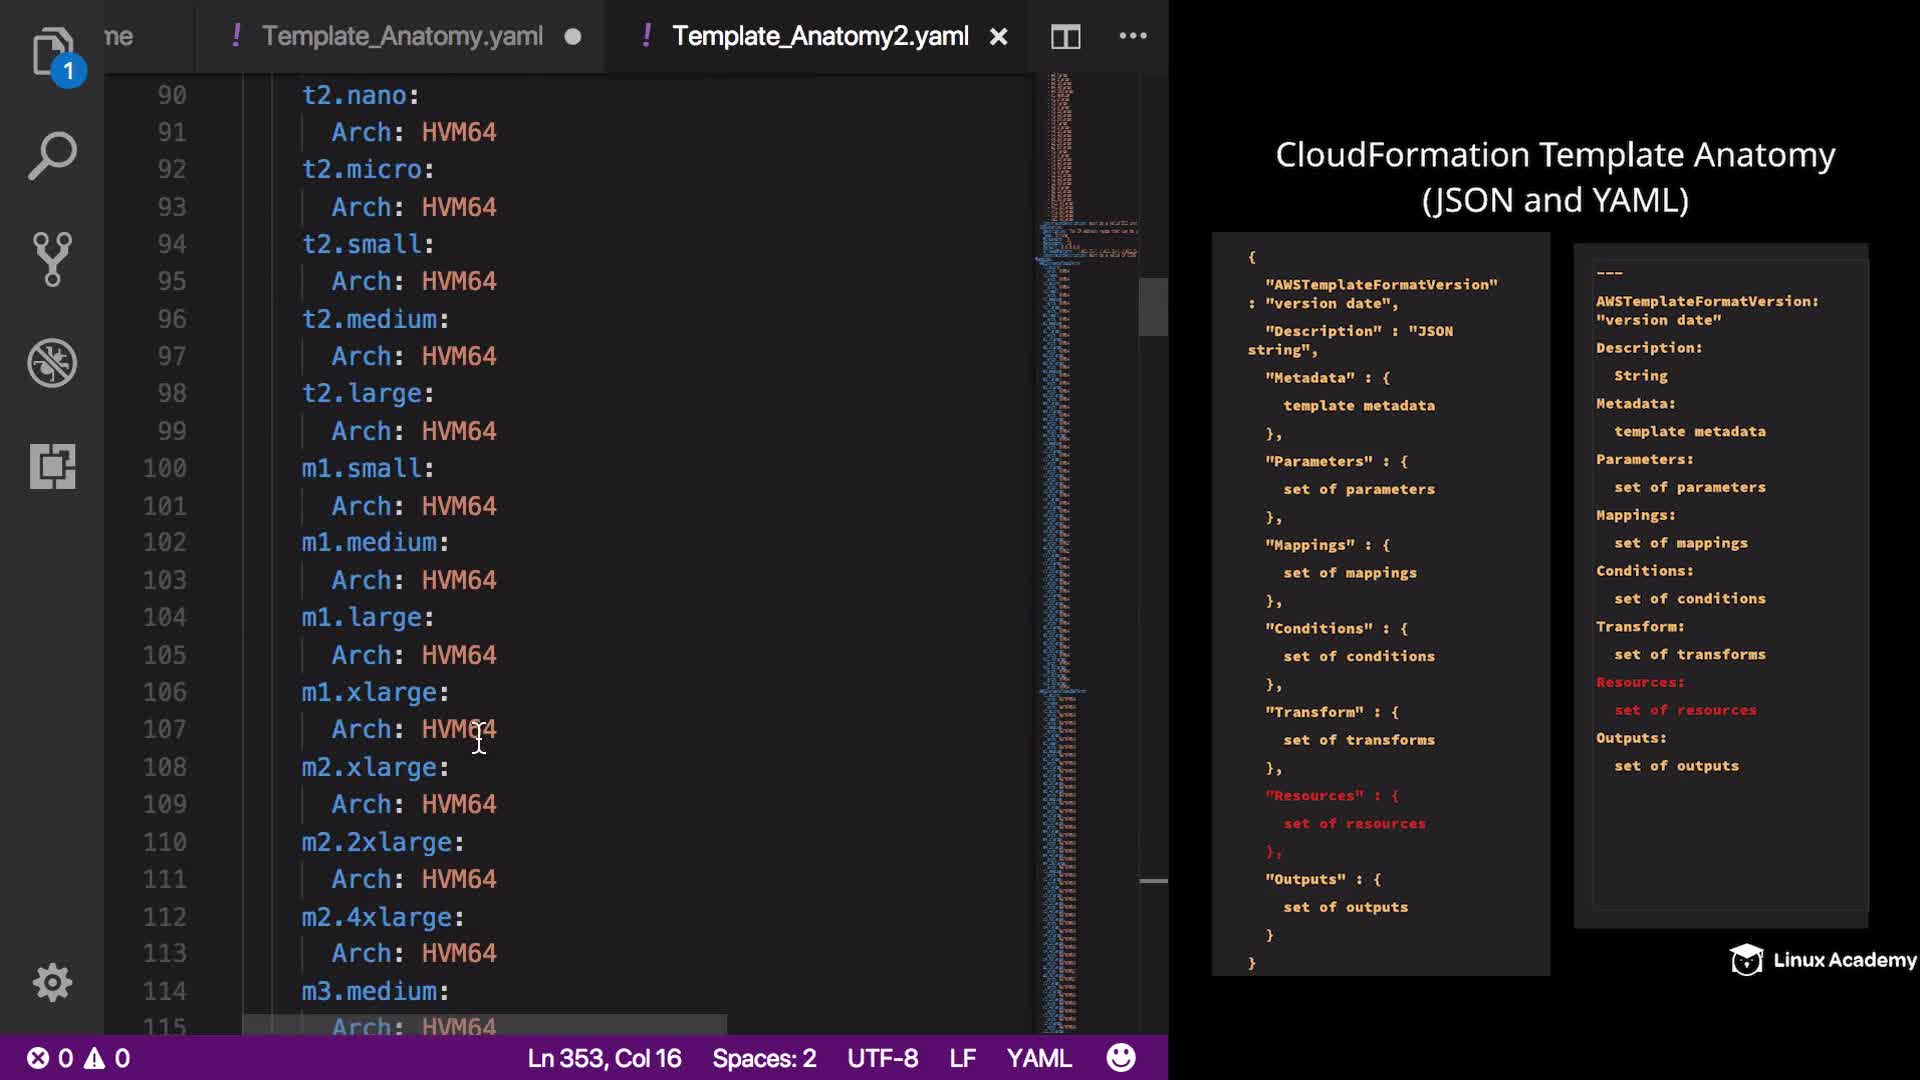 me
! Template_Anatomy.yaml
! Template_Anatomy2.yaml
1
90 t2.nano:
91 Arch: HVM64
92 t2.micro:
93 Arch: HVM64
94 t2.small:
95 Arch: HVM64
96 t2.medium:
97 Arch: HVM64
98 t2.large:
99 Arch: HVM64
100 m1.small:
101 Arch: HVM64
102 m1.medium:
103 Arch: HVM64
104 m1.large:
105 Arch: HVM64
106 m1.xlarge:
107 Arch: HVM64
108 m2.xlarge:
109 Arch: HVM64
110 m2.2xlarge:
111 Arch: HVM64
112 m2.4xlarge:
113 Arch: HVM64
114 m3.medium:
115 Arch: HVM64
0 0
Ln 353, Col 16 Spaces: 2 UTF-8 LF YAML
CloudFormation Template Anatomy
(JSON and YAML)
{
"AWSTemplateFormatVersion"
: "version date",
"Description" : "JSON
string",
"Metadata" : {
template metadata
},
"Parameters" : {
set of parameters
},
"Mappings" : {
set of mappings
},
"Conditions" : {
set of conditions
},
"Transform" : {
set of transforms
},
"Resources" : {
set of resources
},
"Outputs" : {
set of outputs
}
}
---
AWSTemplateFormatVersion:
"version date"
Description:
String
Metadata:
template metadata
Parameters:
set of parameters
Mappings:
set of mappings
Conditions:
set of conditions
Transform:
set of transforms
Resources:
set of resources
Outputs:
set of outputs
Linux Academy